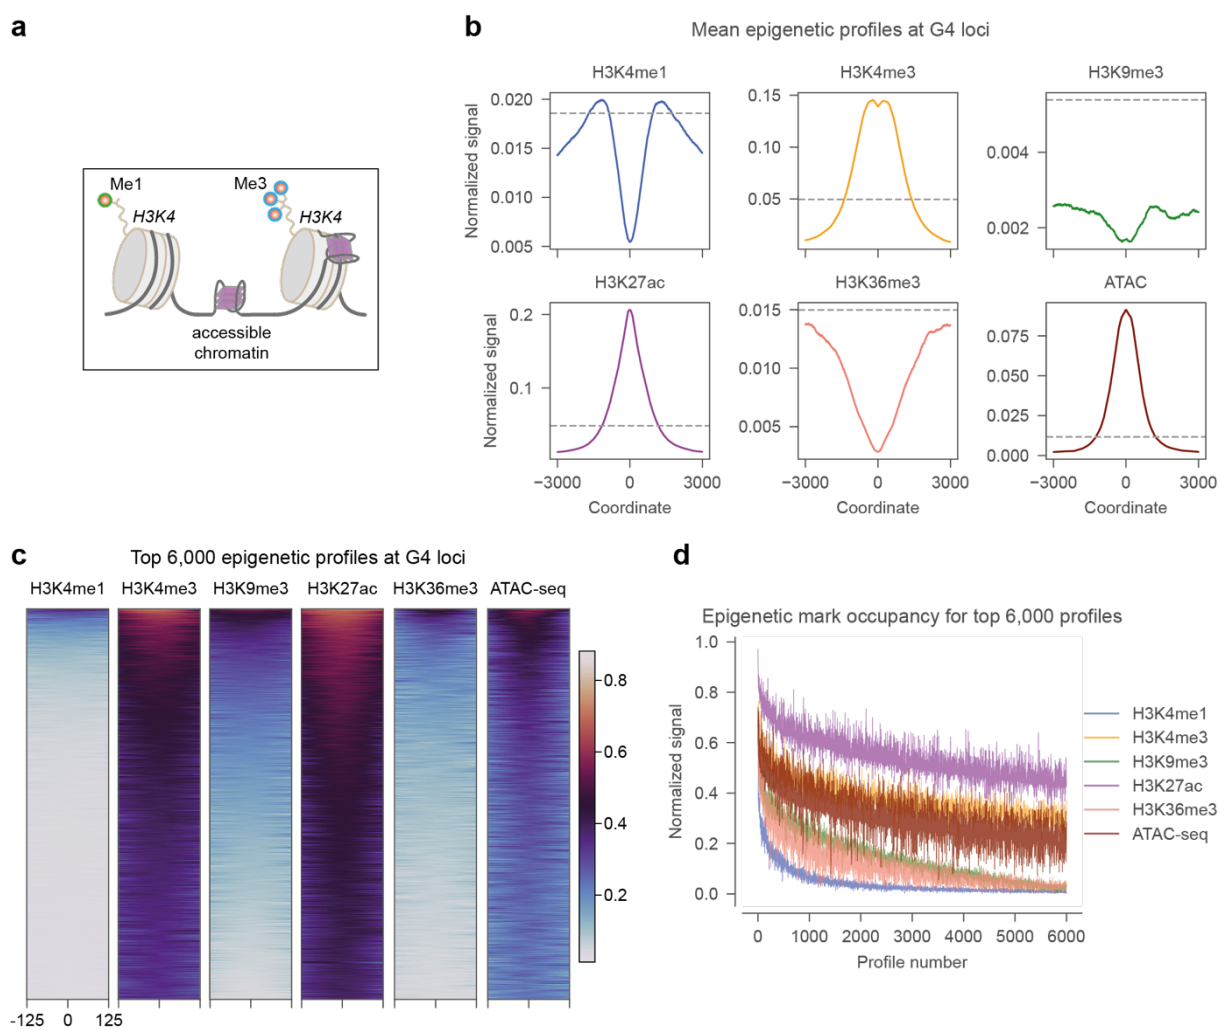 a
Me1
H3K4
Me3
H3K4
accessible
chromatin
b
Mean epigenetic profiles at G4 loci
H3K4me1
H3K4me3
H3K9me3
Normalized signal
0.020
0.015
0.010
0.005
0.15
0.10
0.05
0.004
0.002
H3K27ac
H3K36me3
ATAC
Normalized signal
0.2
0.1
0.015
0.010
0.005
0.075
0.050
0.025
0.000
−3000 0 3000
−3000 0 3000
−3000 0 3000
Coordinate
Coordinate
Coordinate
c
Top 6,000 epigenetic profiles at G4 loci
H3K4me1 H3K4me3 H3K9me3 H3K27ac H3K36me3 ATAC-seq
0.8
0.6
0.4
0.2
-125 0 125
d
Epigenetic mark occupancy for top 6,000 profiles
Normalized signal
1.0
0.8
0.6
0.4
0.2
0.0
0 1000 2000 3000 4000 5000 6000
Profile number
H3K4me1
H3K4me3
H3K9me3
H3K27ac
H3K36me3
ATAC-seq